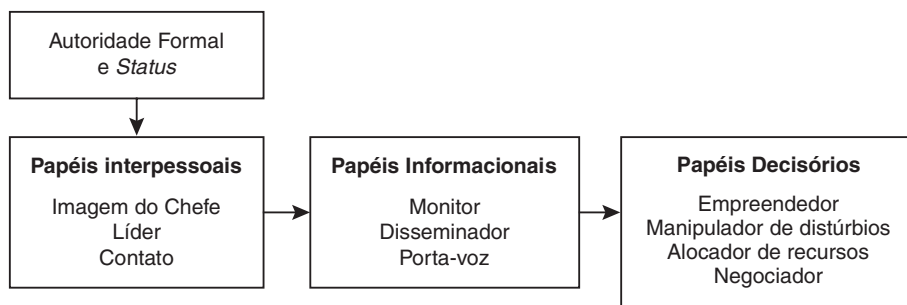 Autoridade Formal
e Status
Papéis interpessoais
Imagem do Chefe
Líder
Contato
Papéis Informacionais
Monitor
Disseminador
Porta-voz
Papéis Decisórios
Empreendedor
Manipulador de distúrbios
Alocador de recursos
Negociador